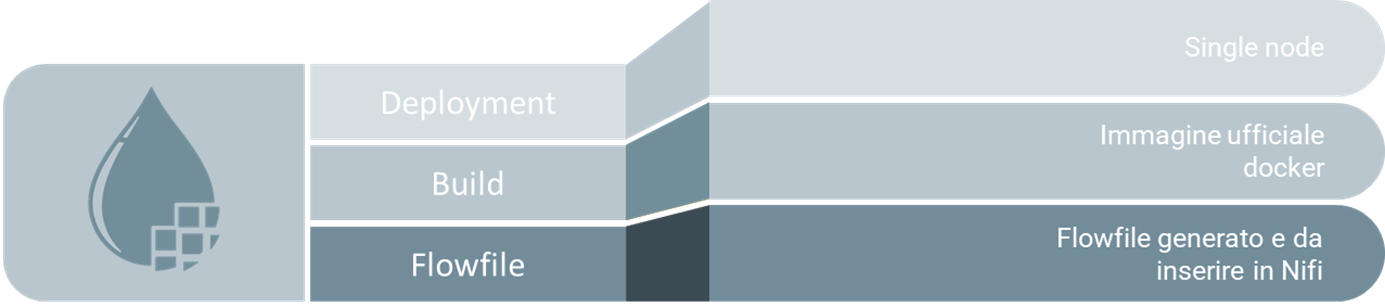 Deployment
Single node
Build
Immagine ufficiale
docker
Flowfile
Flowfile generato e da
inserire in Nifi